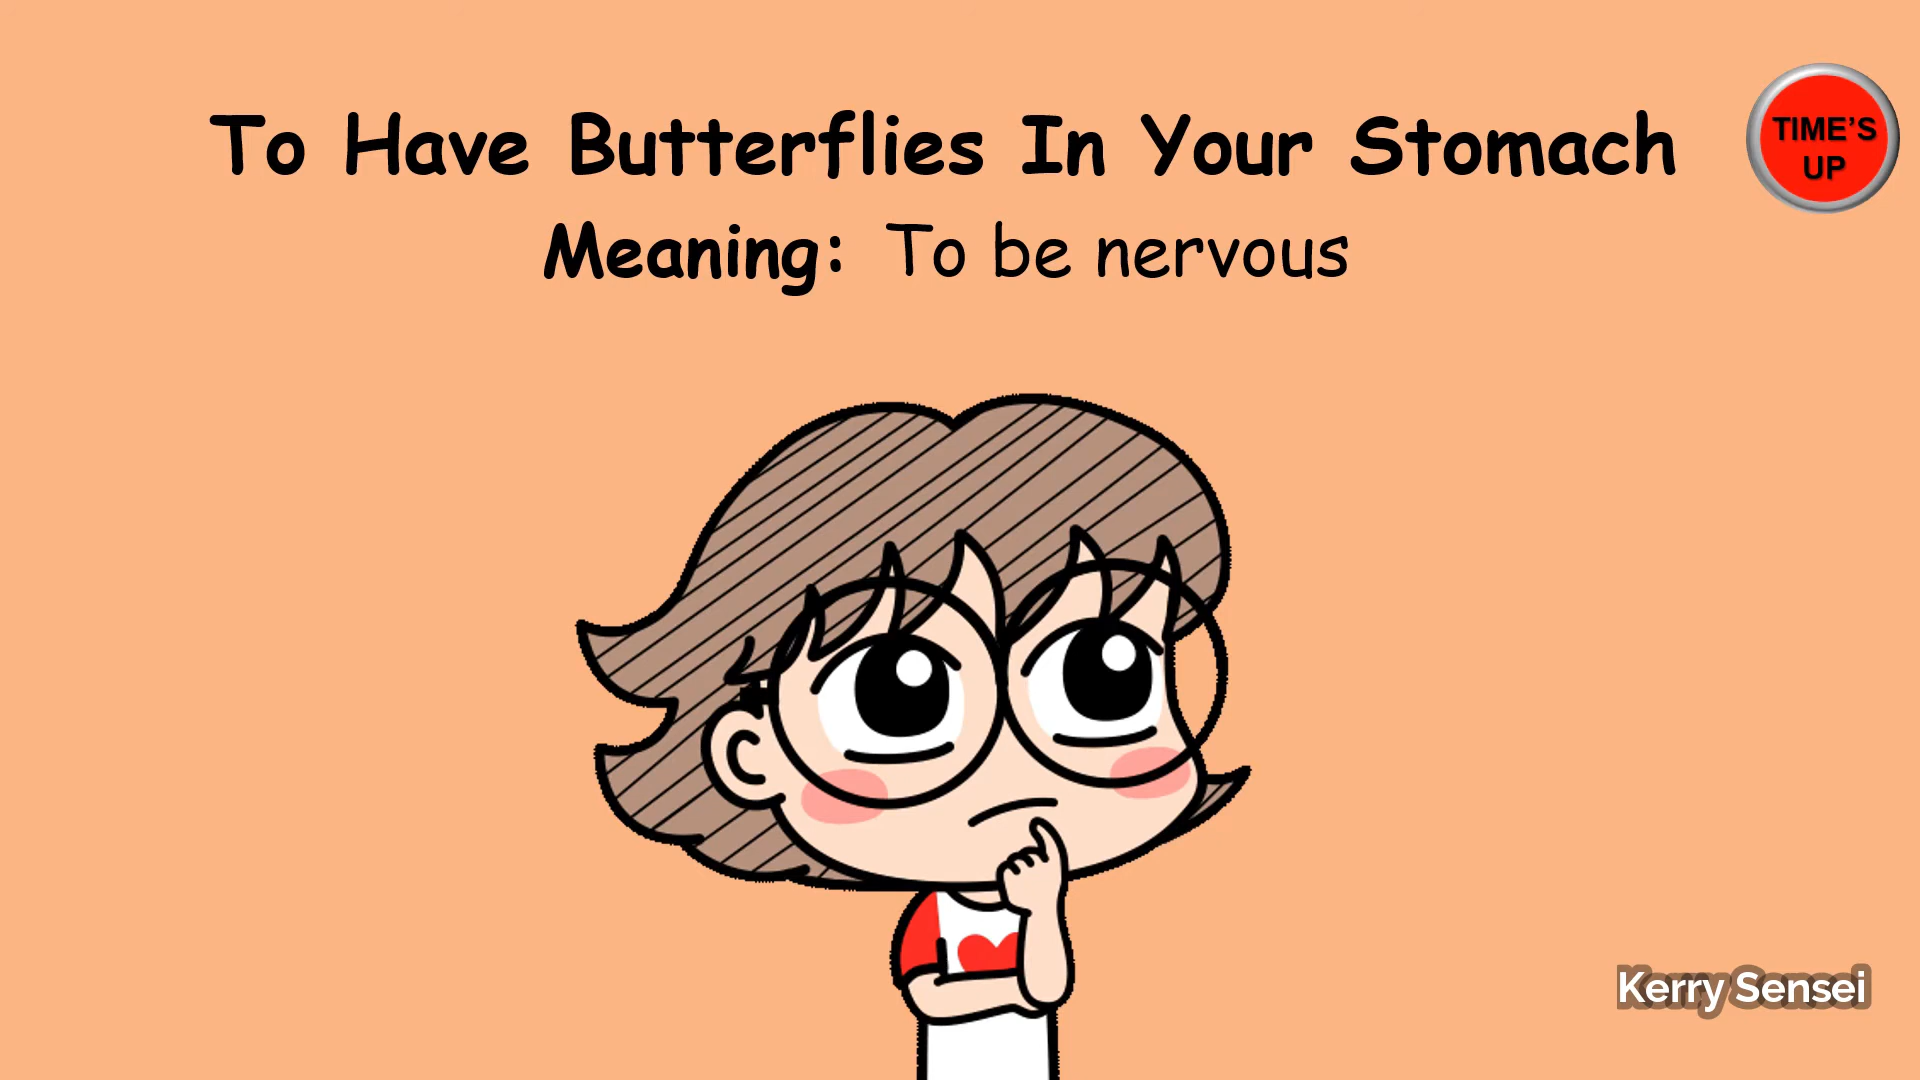 To Have Butterflies In Your Stomach
Meaning: To be nervous
TIME'S
UP
Kerry Sensei